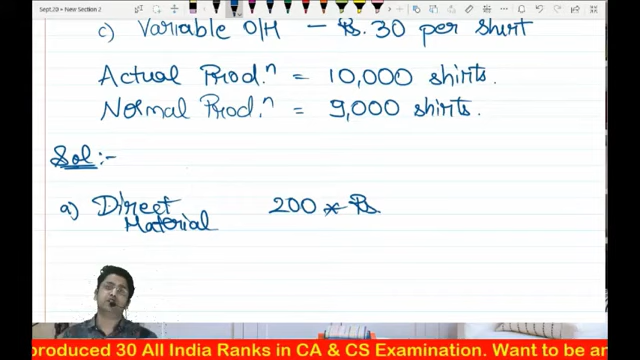 Sept.20 > New Section 2
c) Variable O/H – Rs. 30 per shirt
Actual Prod.ⁿ = 10,000 shirts.
Normal Prod.ⁿ = 9,000 shirts.
Sol :-
a) Direct Material 200 * Rs
produced 30 All India Ranks in CA & CS Examination. Want to be an